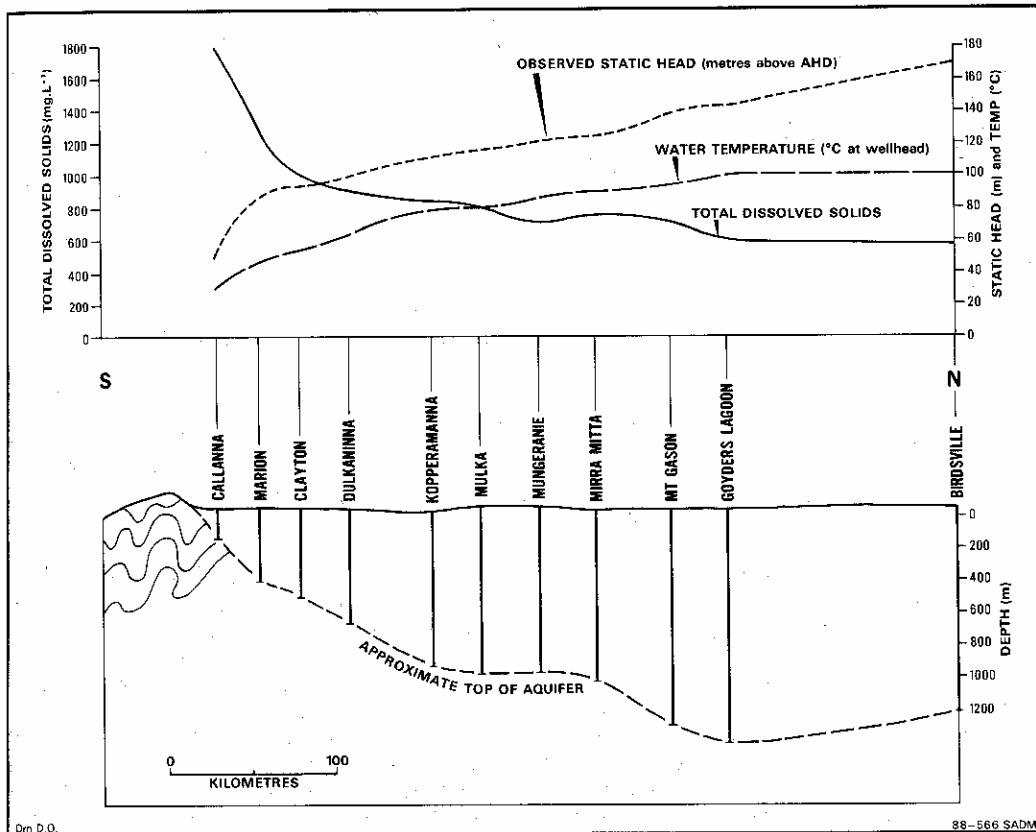 1800
1600
1400
1200
1000
800
600
400
200
0
TOTAL DISSOLVED SOLIDS (mg.L⁻¹)
OBSERVED STATIC HEAD (metres above AHD)
WATER TEMPERATURE (°C at wellhead)
TOTAL DISSOLVED SOLIDS
180
160
140
120
100
80
60
40
20
0
STATIC HEAD (m) and TEMP (°C)
S
N
CALLANNA
MARION
CLAYTON
DULKANINNA
KOPPERAMANNA
MULKA
MUNGERANIE
MIRRA MITTA
MT GASON
GOYDERS LAGOON
BIRDSVILLE
0
200
400
600
800
1000
1200
DEPTH (m)
APPROXIMATE TOP OF AQUIFER
0 100
KILOMETRES
Drn D.O.
88–566 SADM